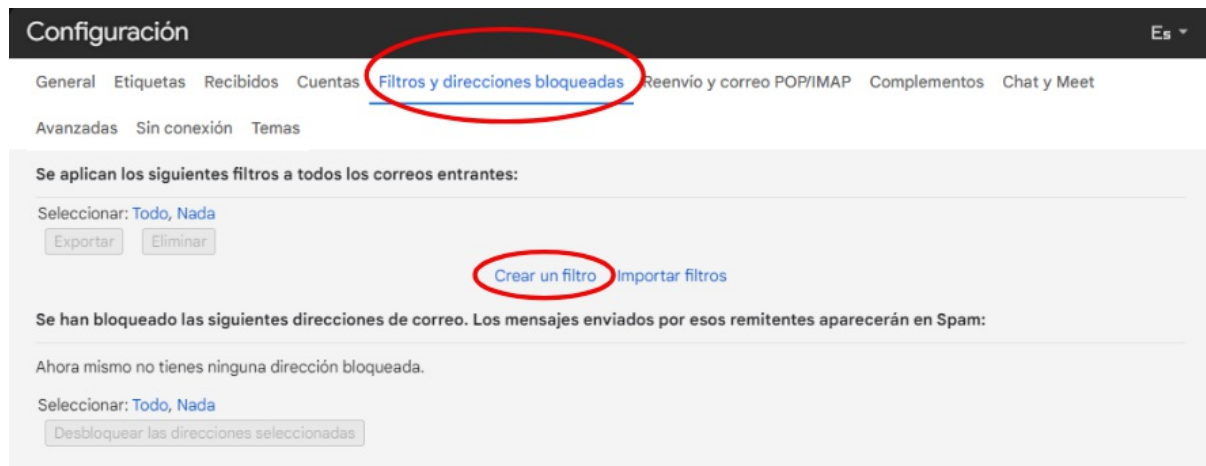 Configuración Es
General Etiquetas Recibidos Cuentas Filtros y direcciones bloqueadas Reenvío y correo POP/IMAP Complementos Chat y Meet
Avanzadas Sin conexión Temas
Se aplican los siguientes filtros a todos los correos entrantes:
Seleccionar: Todo, Nada
Exportar Eliminar
Crear un filtro Importar filtros
Se han bloqueado las siguientes direcciones de correo. Los mensajes enviados por esos remitentes aparecerán en Spam:
Ahora mismo no tienes ninguna dirección bloqueada.
Seleccionar: Todo, Nada
Desbloquear las direcciones seleccionadas